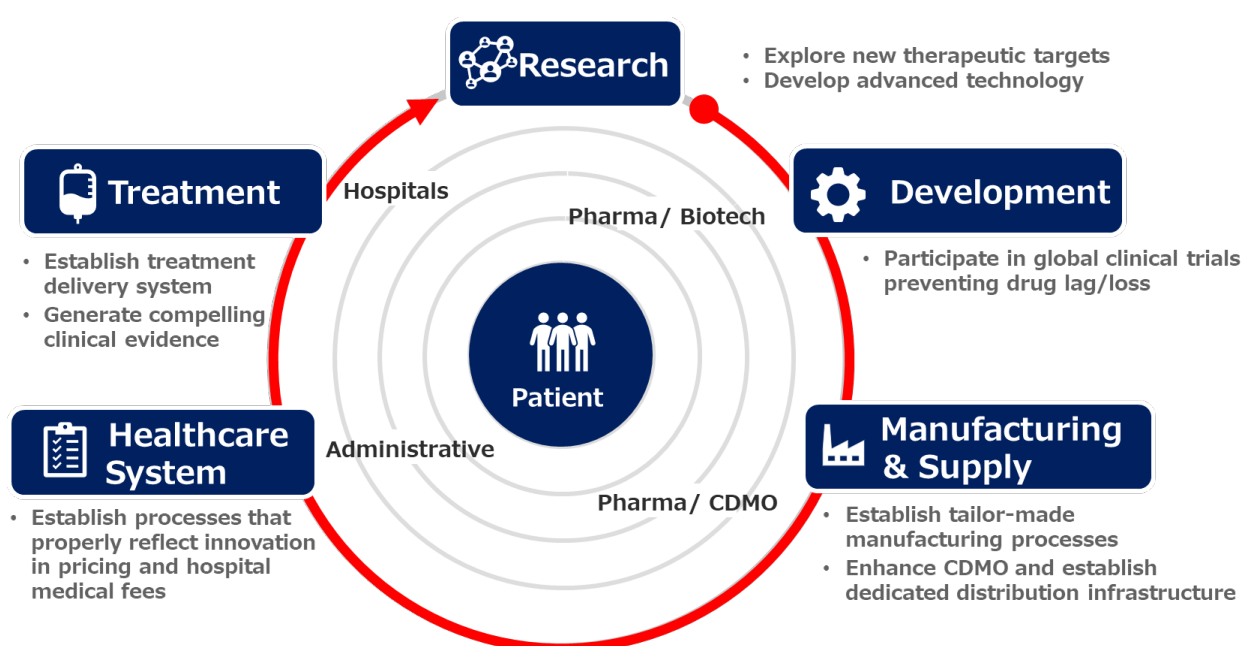 Research
• Explore new therapeutic targets
• Develop advanced technology
Treatment
• Establish treatment
delivery system
• Generate compelling
clinical evidence
Hospitals
Pharma/ Biotech
Development
• Participate in global clinical trials
preventing drug lag/loss
Patient
Healthcare
System
• Establish processes that
properly reflect innovation
in pricing and hospital
medical fees
Administrative
Pharma/ CDMO
Manufacturing
& Supply
• Establish tailor-made
manufacturing processes
• Enhance CDMO and establish
dedicated distribution infrastructure